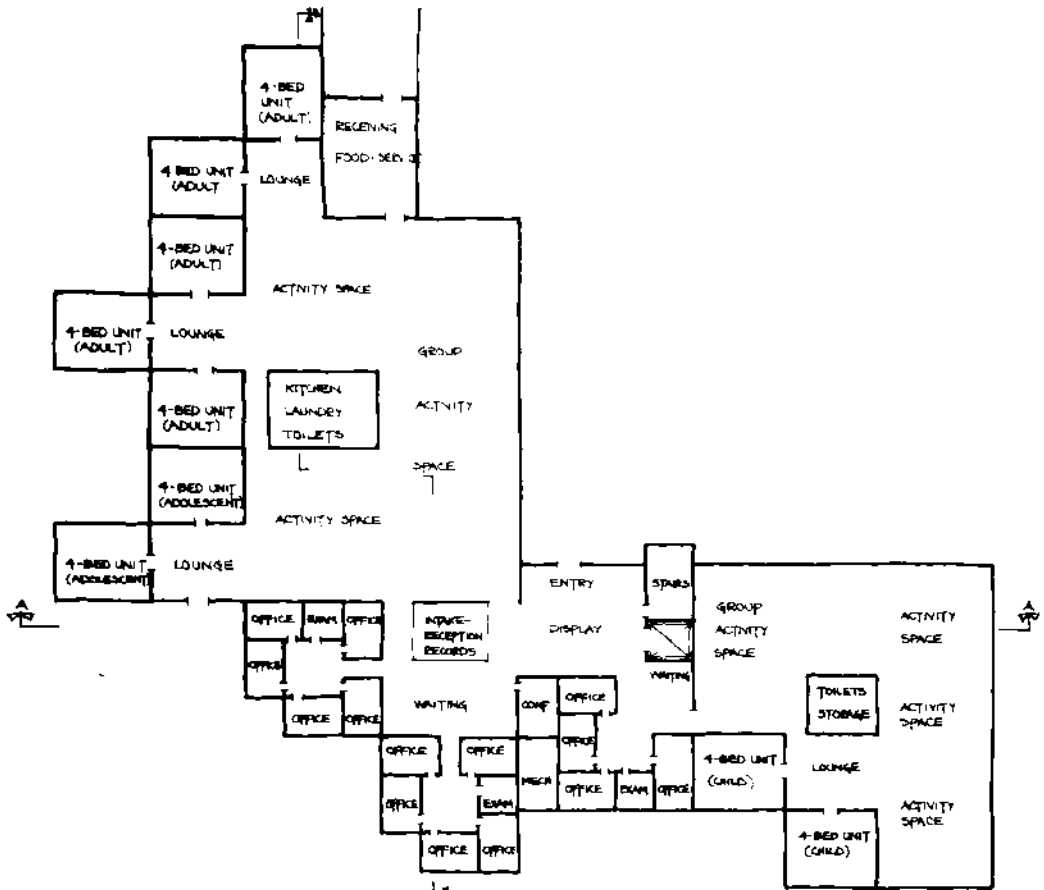 4-BED
UNIT
(ADULT)
RECEIVING
FOOD SERVICE
4-BED UNIT
(ADULT
LOUNGE
4-BED UNIT
(ADULT)
ACTIVITY SPACE
4-BED UNIT
(ADULT)
LOUNGE
GROUP
ACTIVITY
SPACE
KITCHEN
LAUNDRY
TOILETS
4-BED UNIT
(ADULT)
4-BED UNIT
(ADOLESCENT)
ACTIVITY SPACE
4-BED UNIT
(ADOLESCENT)
LOUNGE
ENTRY
STAIRS
A
A
OFFICE
EXAM
OFFICE
INTAKE-
RECEPTION
RECORDS
DISPLAY
GROUP
ACTIVITY
SPACE
ACTIVITY
SPACE
OFFICE
WAITING
OFFICE
OFFICE
WAITING
CONF
OFFICE
TOILETS
STORAGE
ACTIVITY
SPACE
OFFICE
OFFICE
OFFICE
MECH
4-BED UNIT
(CHILD)
LOUNGE
OFFICE
EXAM
OFFICE
EXAM
OFFICE
ACTIVITY
SPACE
OFFICE
OFFICE
4-BED UNIT
(CHILD)